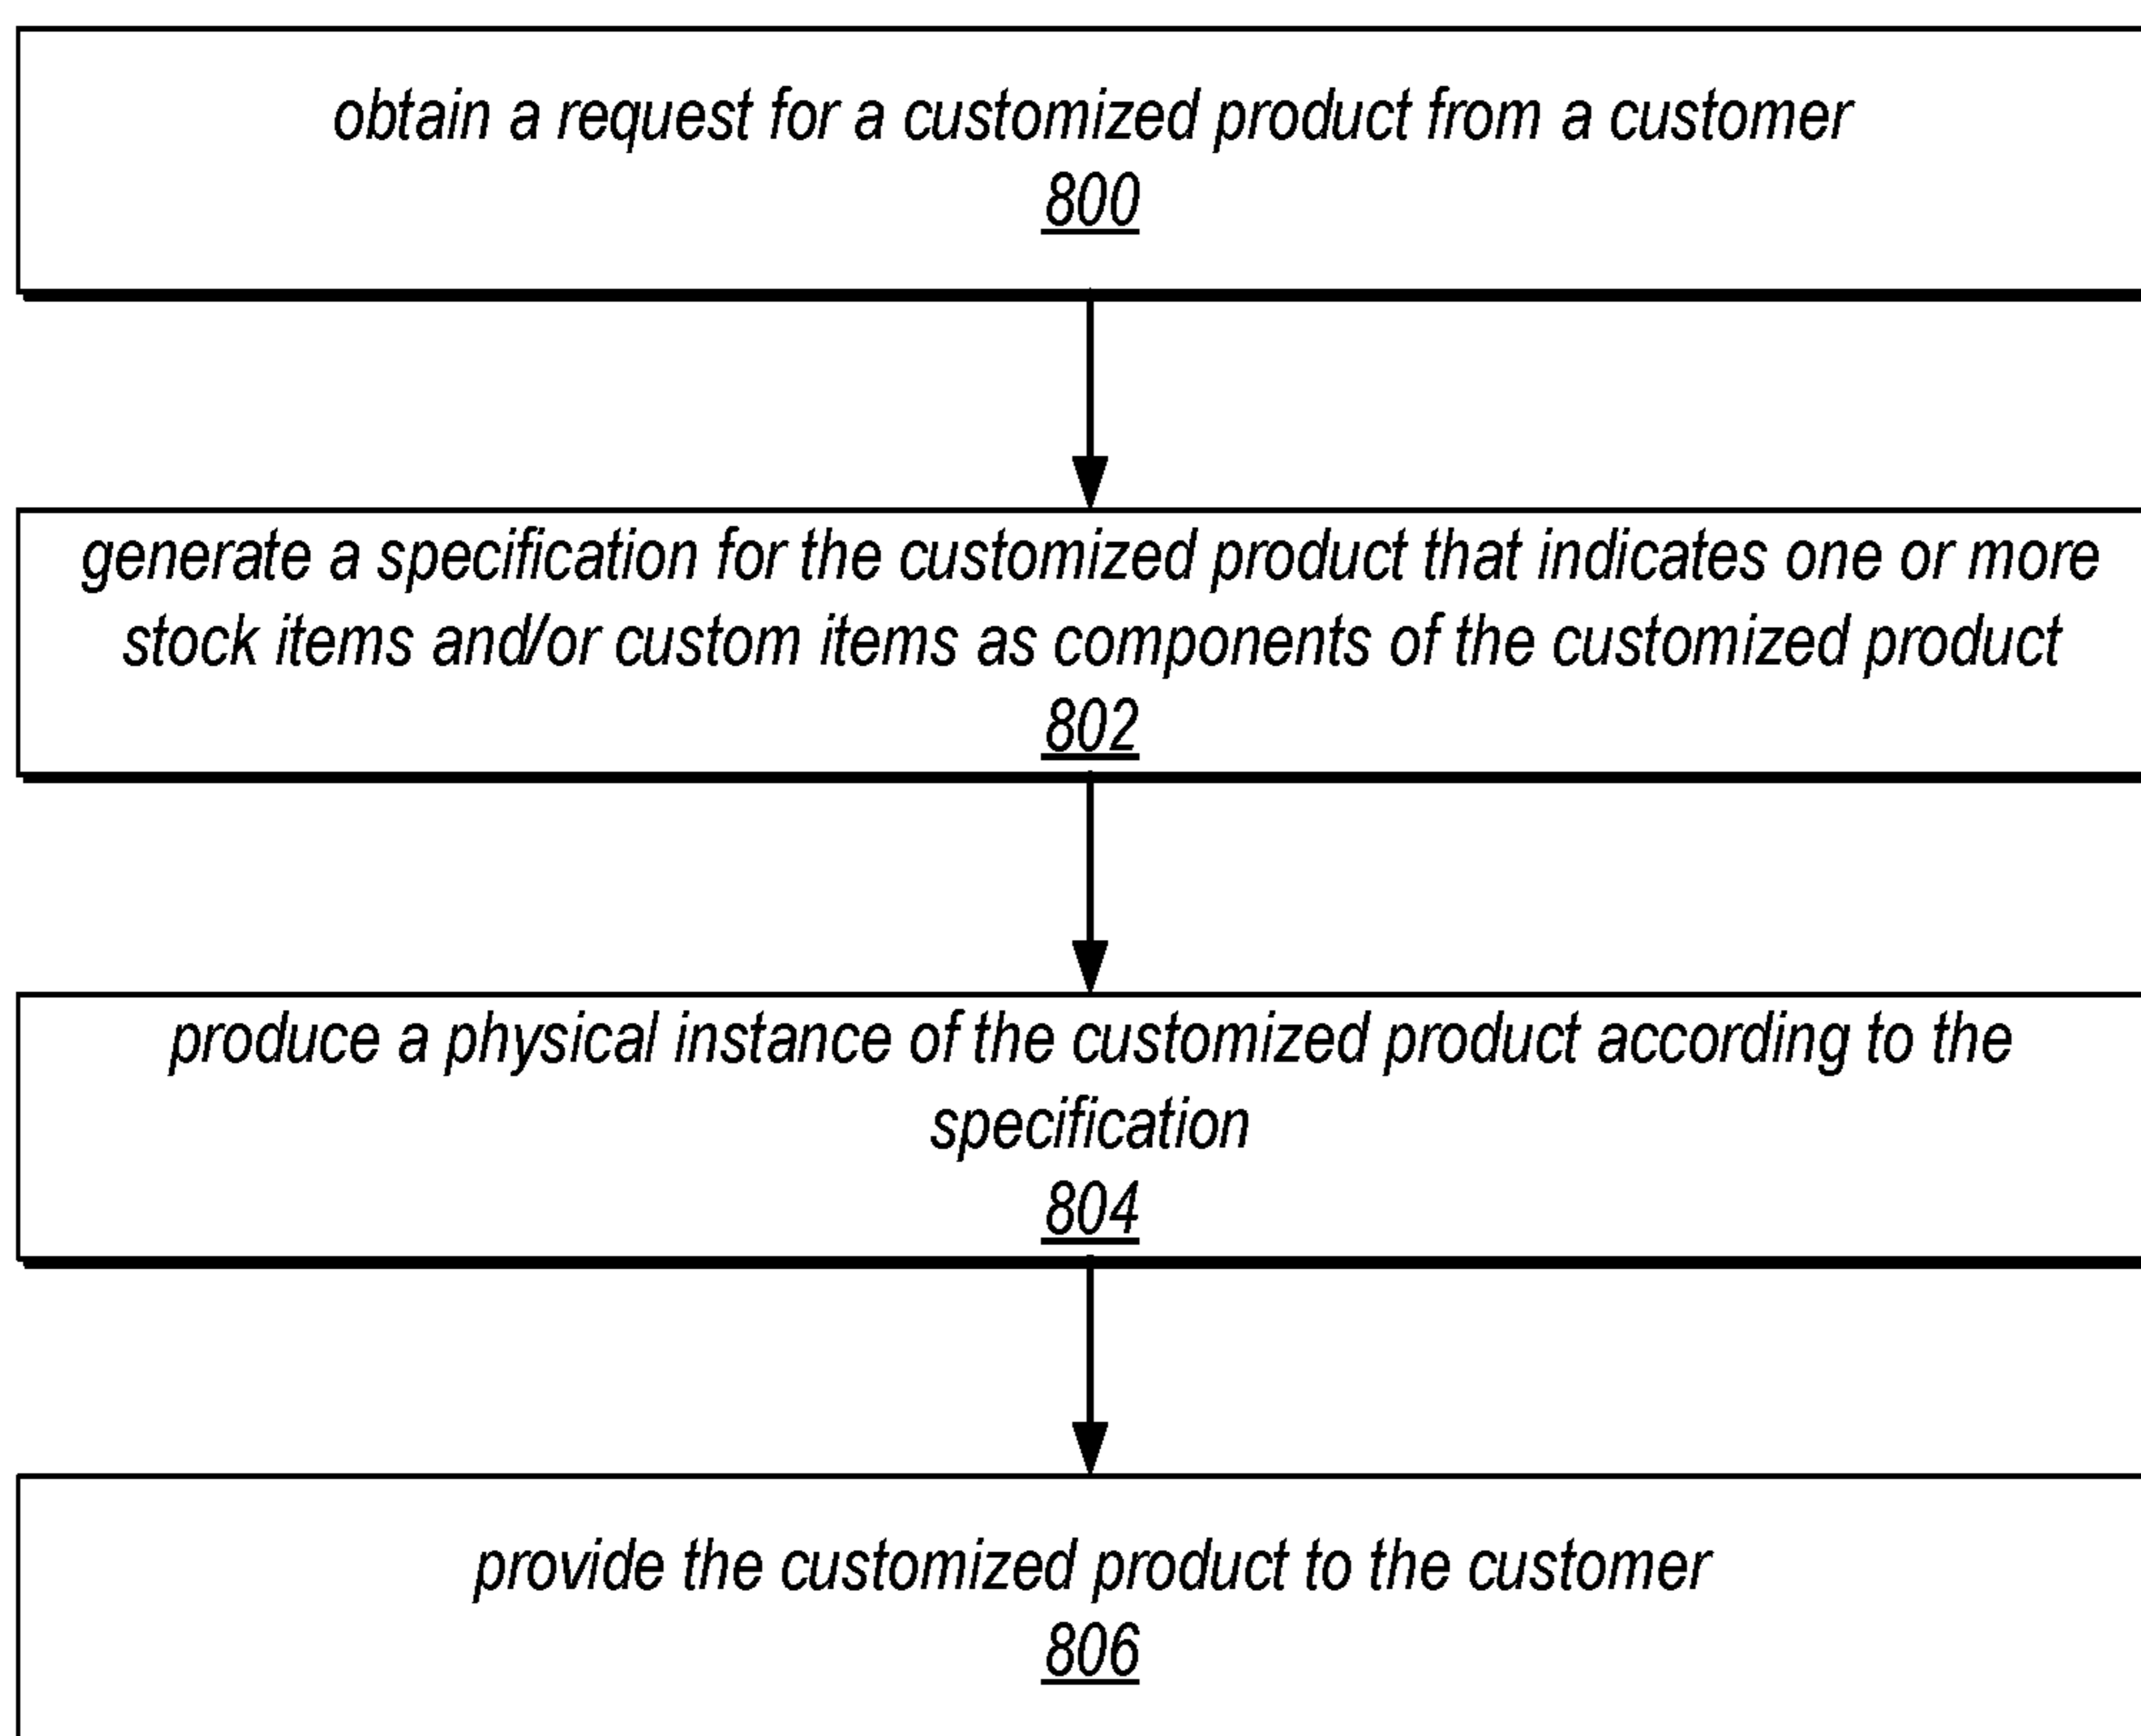 obtain a request for a customized product from a customer
800
generate a specification for the customized product that indicates one or more
stock items and/or custom items as components of the customized product
802
produce a physical instance of the customized product according to the
specification
804
provide the customized product to the customer
806